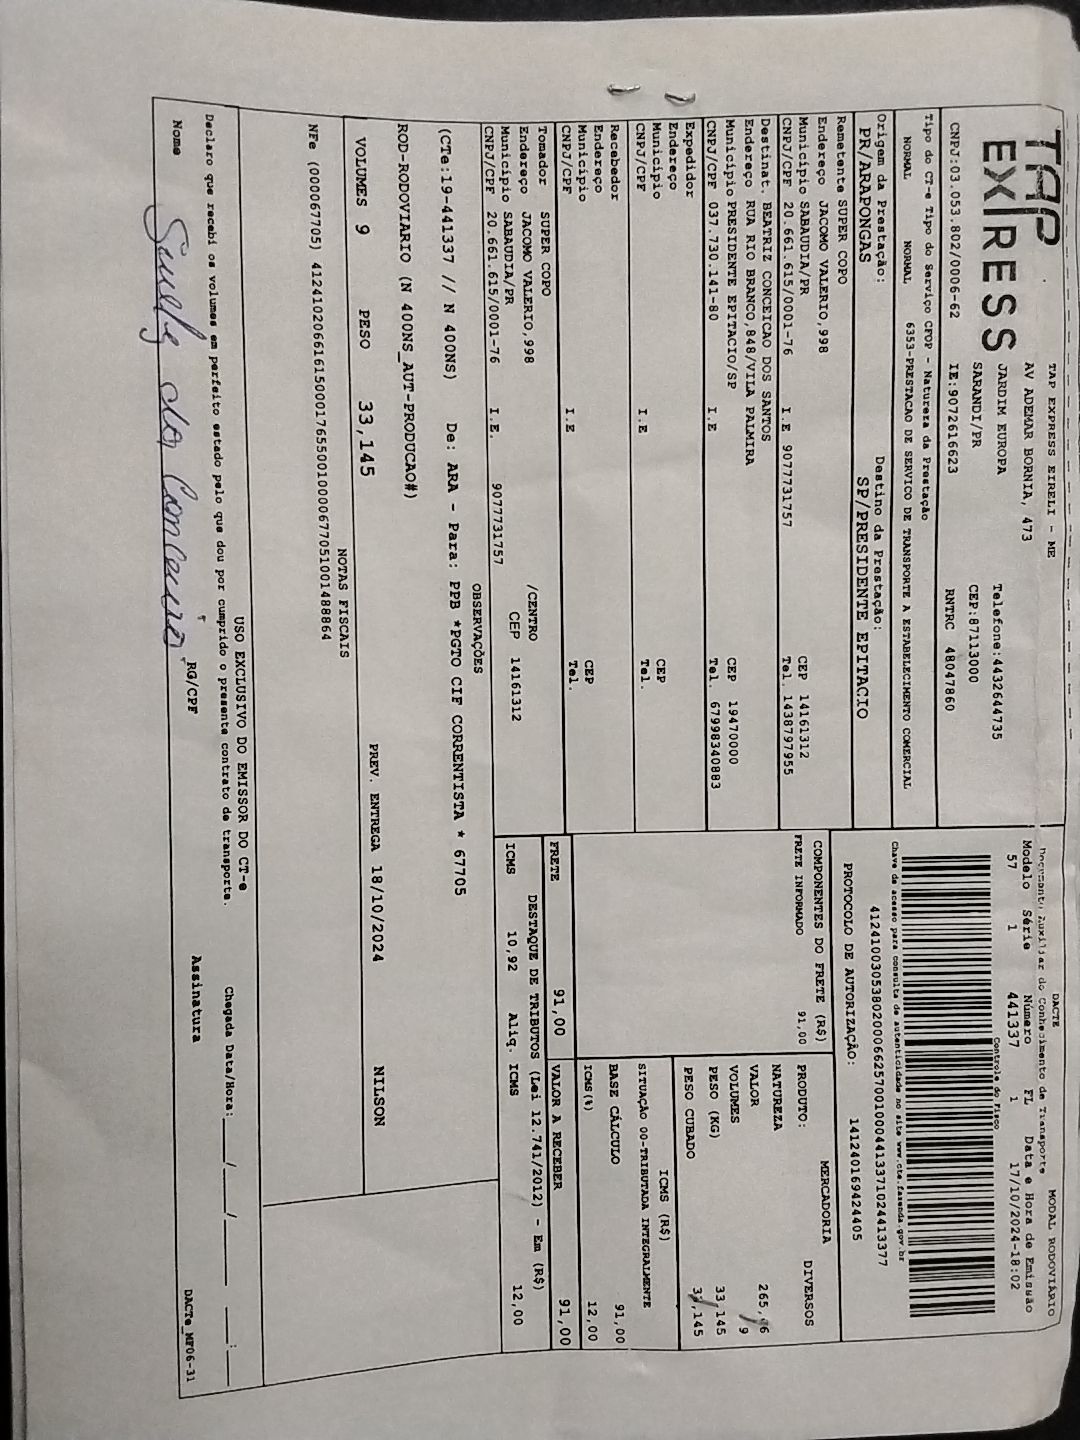 TAP
EXPRESS
TAP EXPRESS EIRELI - ME
AV ADEMAR BORNIA, 473
JARDIM EUROPA
Telefone:4432644735
SARANDI/PR
CEP:87113000
CNPJ:03.053.802/0006-62
IE:9072616623
RNTRC 48047860
DACTE
MODAL RODOVIÁRIO
Documento Auxiliar do Conhecimento de Transporte
Modelo Série Número FL Data e Hora de Emissão
57 1 441337 1 17/10/2024-18:02
Controle do Fisco
Chave de acesso para consulta de autenticidade no site www.cte.fazenda.gov.br
41241003053802000662570010004413371024413377
PROTOCOLO DE AUTORIZAÇÃO: 141240169424405
Tipo do CT-e Tipo do Serviço CFOP - Natureza da Prestação
NORMAL NORMAL 6353-PRESTACAO DE SERVICO DE TRANSPORTE A ESTABELECIMENTO COMERCIAL
Origem da Prestação: Destino da Prestação:
PR/ARAPONGAS SP/PRESIDENTE EPITACIO
Remetente SUPER COPO
Endereço JACOMO VALERIO,998
Município SABAUDIA/PR CEP 14161312
CNPJ/CPF 20.661.615/0001-76 I.E 9077731757 Tel. 1438797955
Destinat. BEATRIZ CONCEICAO DOS SANTOS
Endereço RUA RIO BRANCO,848/VILA PALMIRA
Município PRESIDENTE EPITACIO/SP CEP 19470000
CNPJ/CPF 037.730.141-80 I.E Tel. 67998340883
Expedidor
Endereço
Município CEP
CNPJ/CPF I.E Tel.
Recebedor
Endereço
Município CEP
CNPJ/CPF I.E Tel.
Tomador SUPER COPO
Endereço JACOMO VALERIO,998 /CENTRO
Município SABAUDIA/PR CEP 14161312
CNPJ/CPF 20.661.615/0001-76 I.E. 9077731757
COMPONENTES DO FRETE (R$)
FRETE INFORMADO 91,00
MERCADORIA
PRODUTO: DIVERSOS
NATUREZA
VALOR 265,96
VOLUMES 9
PESO (KG) 33,145
PESO CUBADO 33,145
ICMS (R$)
SITUAÇÃO 00-TRIBUTADA INTEGRALMENTE
BASE CÁLCULO 91,00
ICMS(%) 12,00
FRETE 91,00 VALOR A RECEBER 91,00
DESTAQUE DE TRIBUTOS (Lei 12.741/2012) - Em (R$)
ICMS 10,92 Aliq. ICMS 12,00
OBSERVAÇÕES
(CTe:19-441337 // N 400NS) De: ARA - Para: PPB *PGTO CIF CORRENTISTA * 67705
ROD-RODOVIARIO (N 400NS_AUT-PRODUCAO#)
VOLUMES 9 PESO 33,145 PREV. ENTREGA 18/10/2024 NILSON
NOTAS FISCAIS
NFe (000067705) 41241020661615000176550010000677051001488864
USO EXCLUSIVO DO EMISSOR DO CT-e
Declaro que recebi os volumes em perfeito estado pelo que dou por cumprido o presente contrato de transporte.
Chegada Data/Hora: ___/___/___ ___:___
Nome RG/CPF Assinatura
DACTe_MF06-31